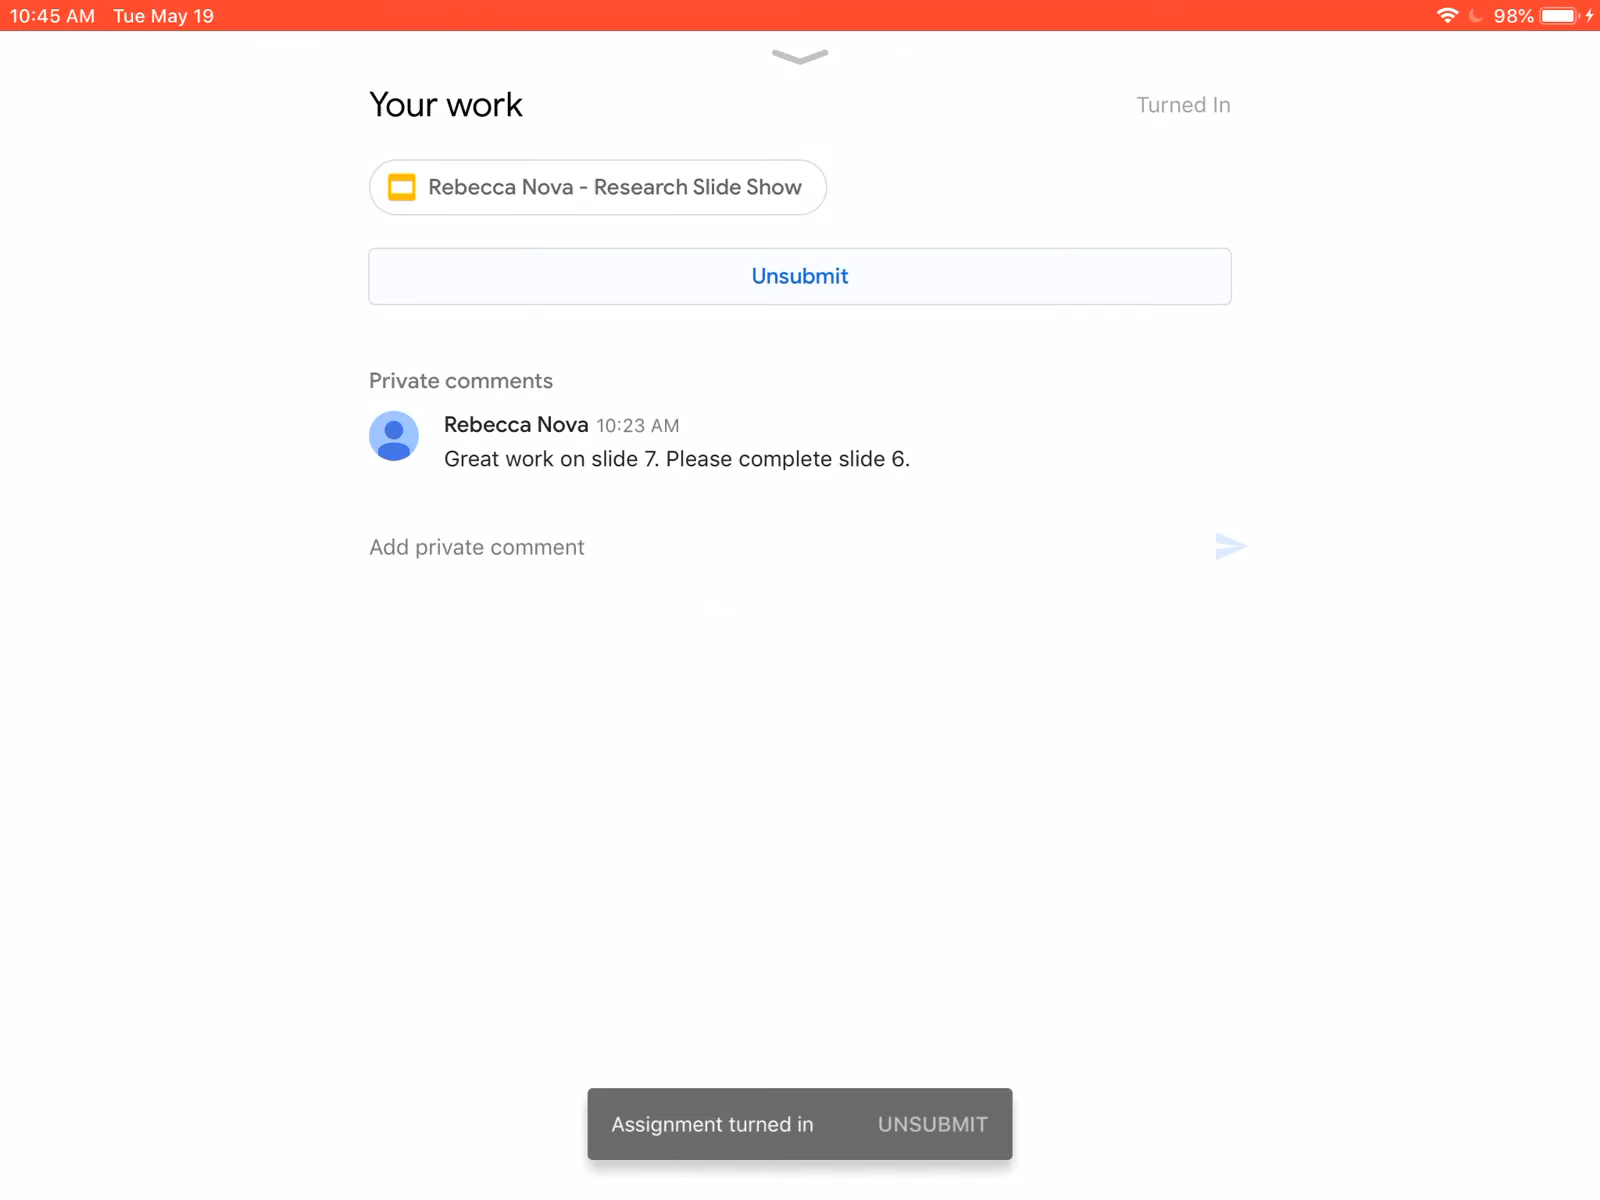 10:45 AM Tue May 19 98%
Your work Turned In
Rebecca Nova - Research Slide Show
Unsubmit
Private comments
Rebecca Nova 10:23 AM
Great work on slide 7. Please complete slide 6.
Add private comment
Assignment turned in UNSUBMIT